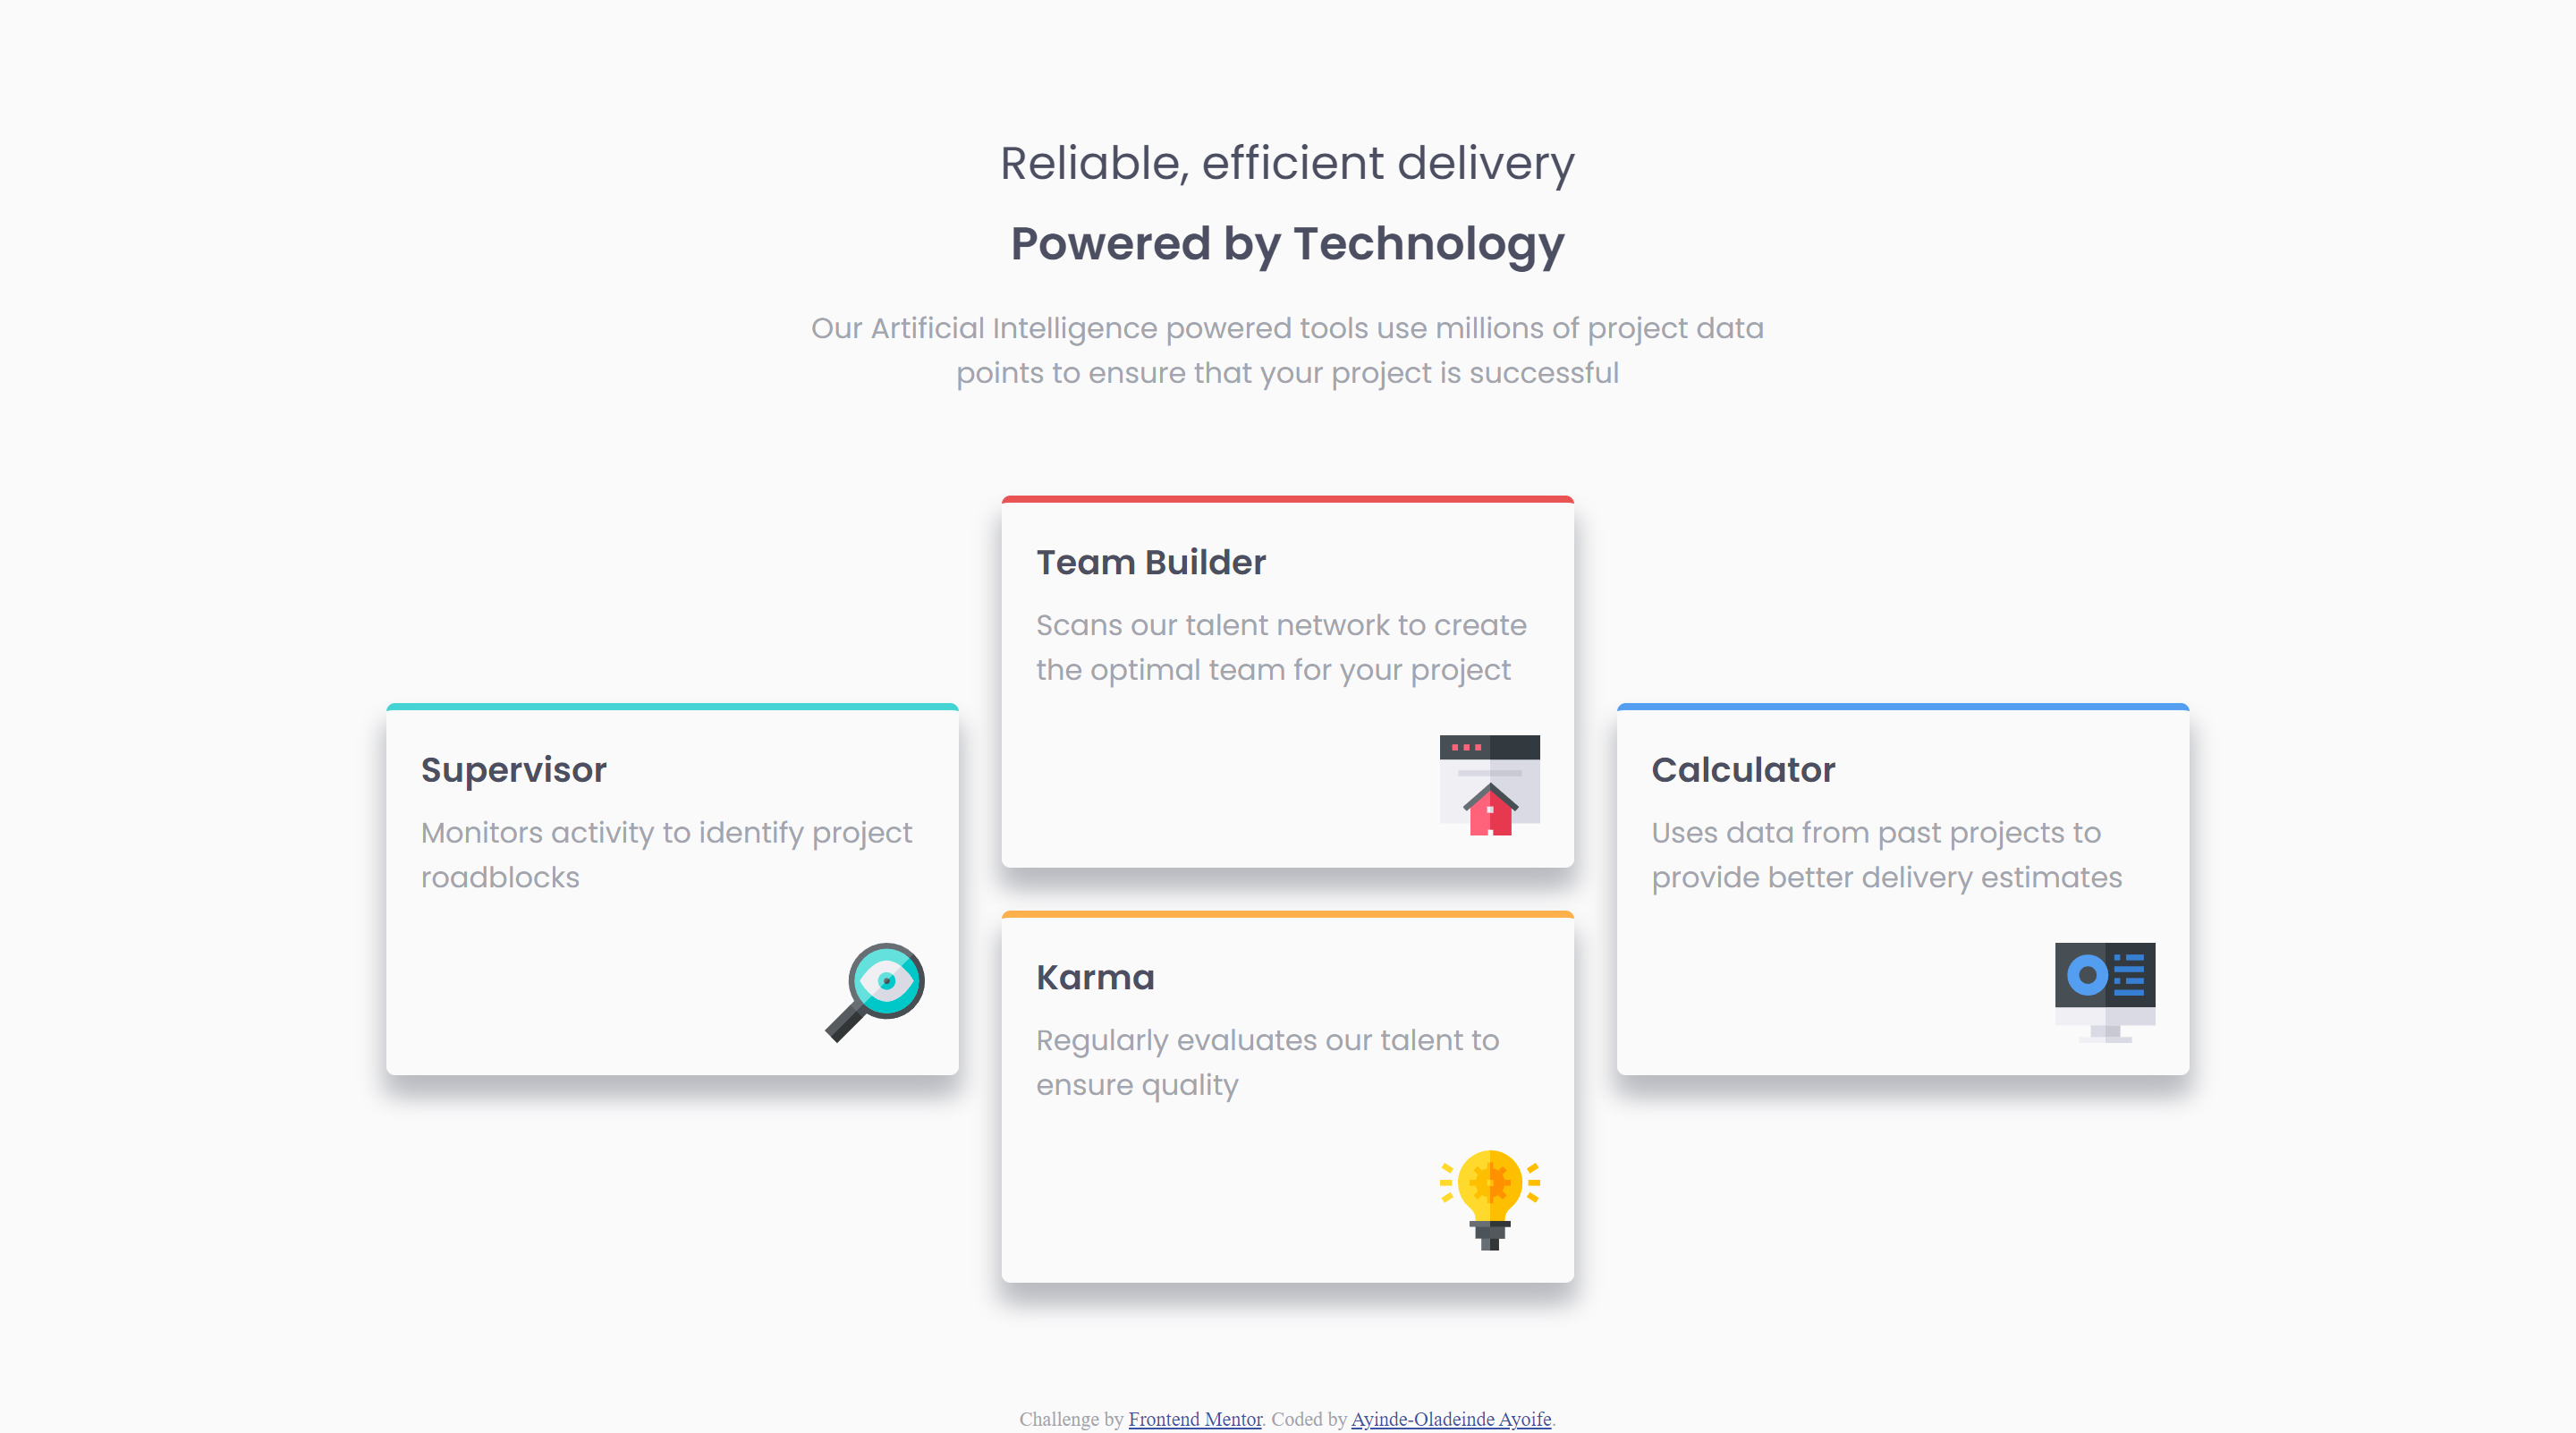 Reliable, efficient delivery
Powered by Technology
Our Artificial Intelligence powered tools use millions of project data
points to ensure that your project is successful
Team Builder
Scans our talent network to create
the optimal team for your project
Supervisor
Monitors activity to identify project
roadblocks
Calculator
Uses data from past projects to
provide better delivery estimates
Karma
Regularly evaluates our talent to
ensure quality
Challenge by Frontend Mentor. Coded by Ayinde-Oladeinde Ayoife.